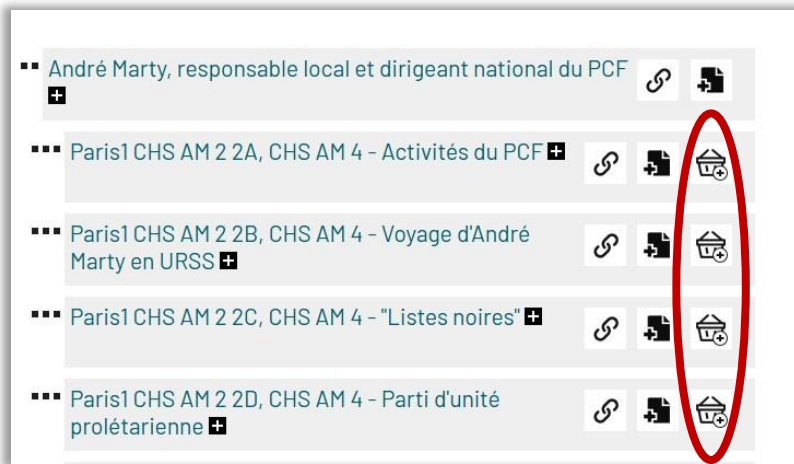 André Marty, responsable local et dirigeant national du PCF
Paris1 CHS AM 2 2A, CHS AM 4 - Activités du PCF
Paris1 CHS AM 2 2B, CHS AM 4 - Voyage d'André
Marty en URSS
Paris1 CHS AM 2 2C, CHS AM 4 - "Listes noires"
Paris1 CHS AM 2 2D, CHS AM 4 - Parti d'unité
prolétarienne